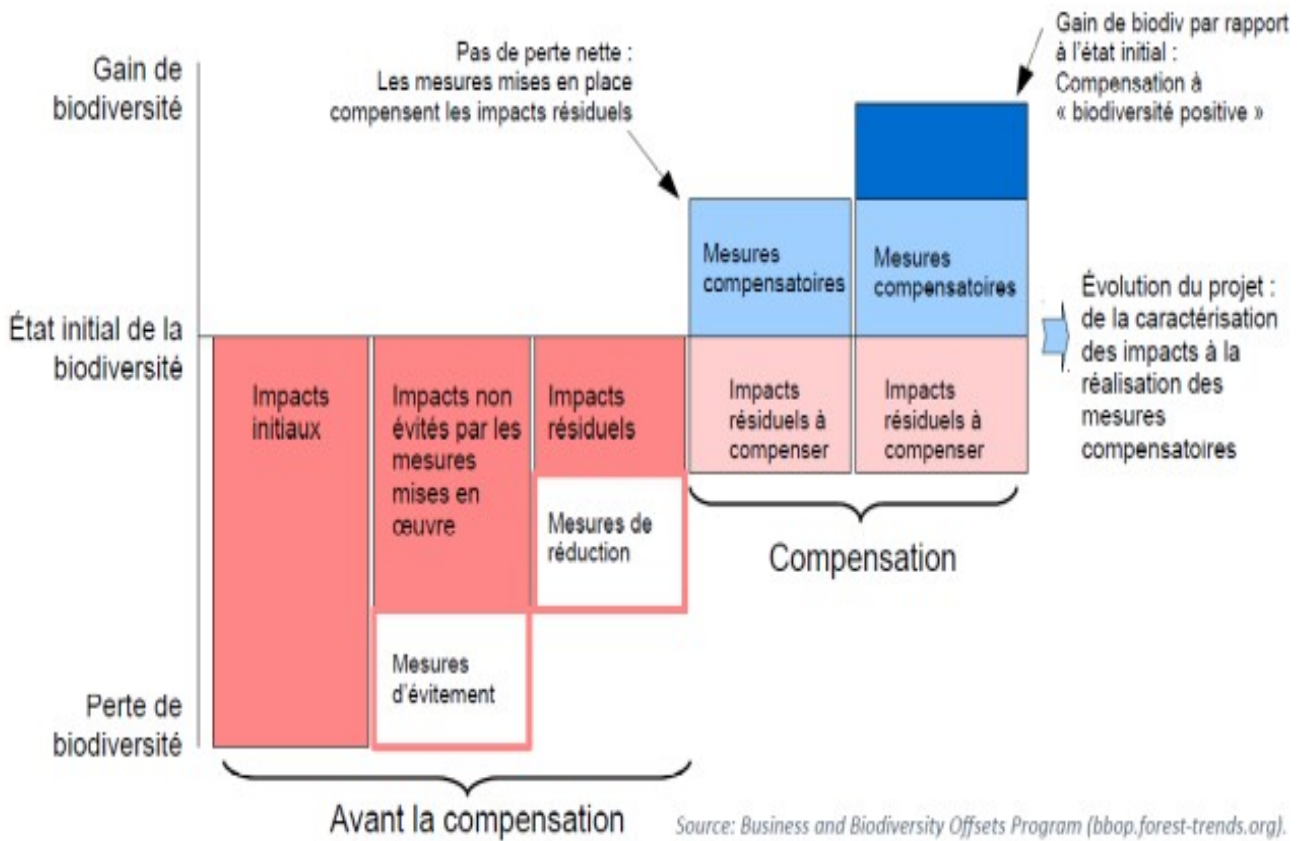 Gain de
biodiversité
Pas de perte nette :
Les mesures mises en place
compensent les impacts résiduels
Gain de biodiv par rapport
à l'état initial :
Compensation à
« biodiversité positive »
Mesures
compensatoires
Mesures
compensatoires
État initial de la
biodiversité
Évolution du projet :
de la caractérisation
des impacts à la
réalisation des
mesures
compensatoires
Impacts
initiaux
Impacts non
évités par les
mesures
mises en
œuvre
Impacts
résiduels
Impacts
résiduels à
compenser
Impacts
résiduels à
compenser
Mesures de
réduction
Compensation
Mesures
d'évitement
Perte de
biodiversité
Avant la compensation
Source: Business and Biodiversity Offsets Program (bbop.forest-trends.org).